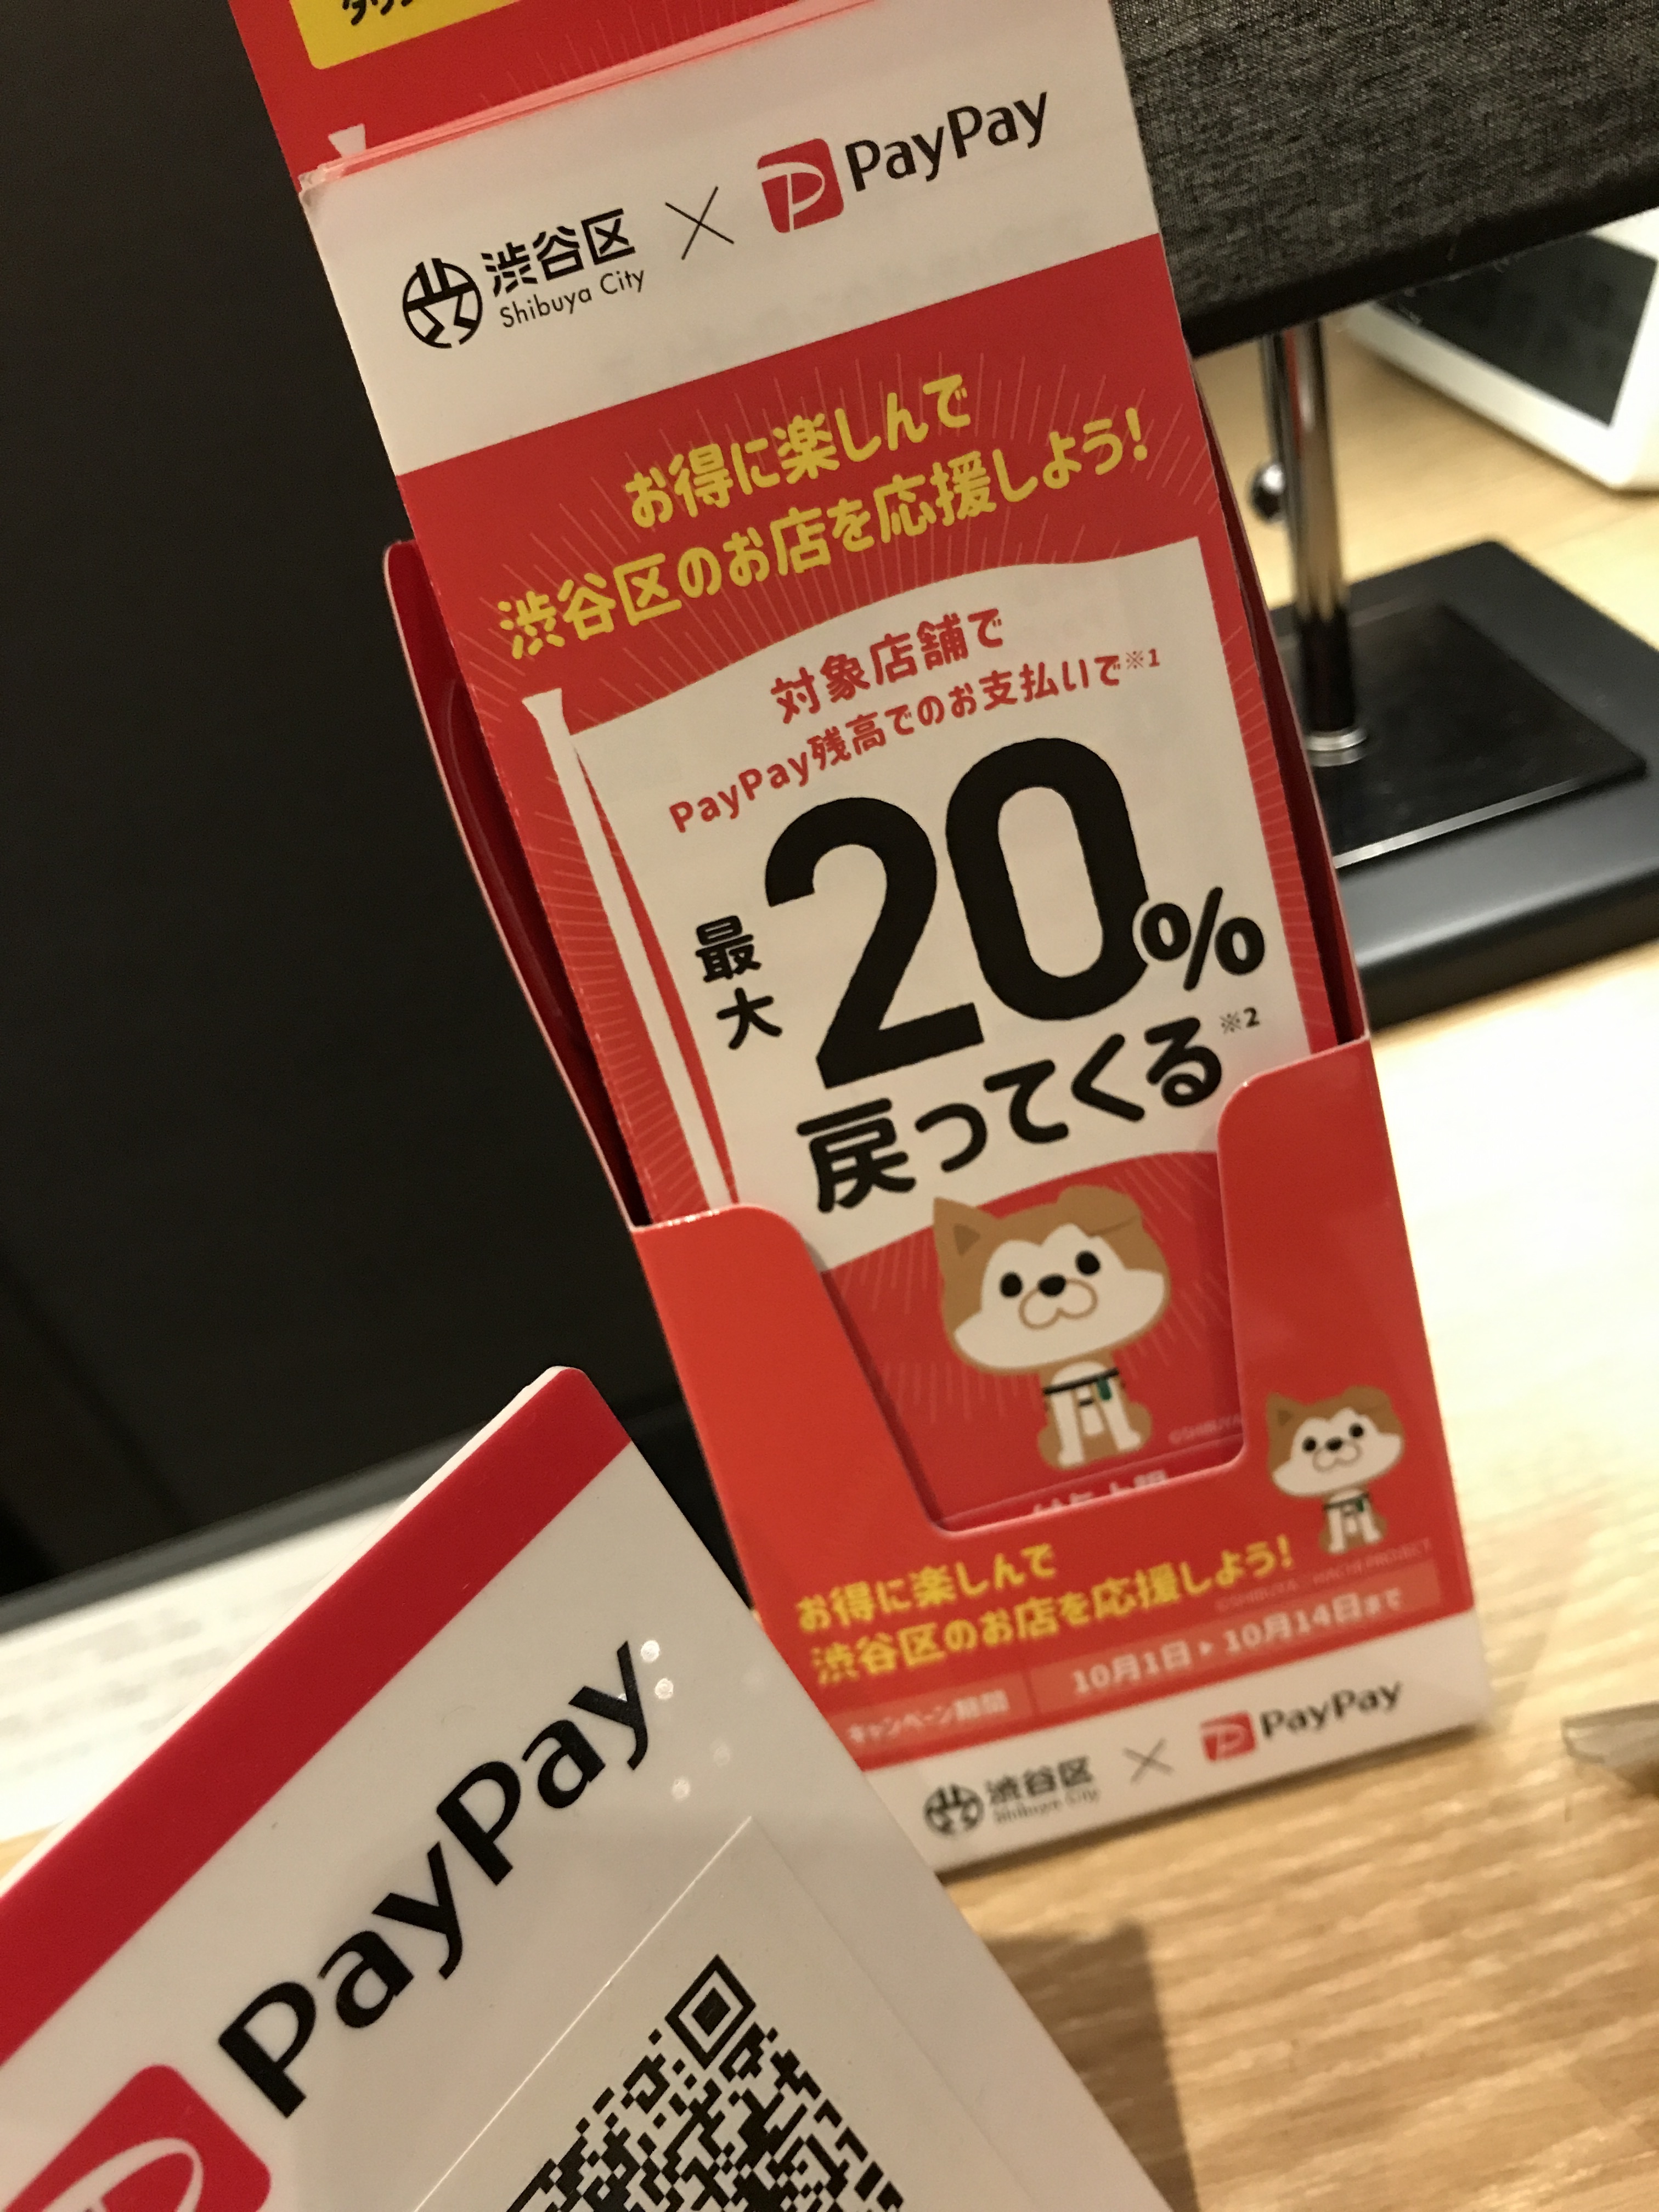 渋谷区
Shibuya City
×
PayPay
お得に楽しんで
渋谷区のお店を応援しよう!
対象店舗で
PayPay残高でのお支払いで※1
最大
20%
戻ってくる※2
お得に楽しんで
渋谷区のお店を応援しよう!
©SHIBUYA♡HACHI PROJECT
キャンペーン期間
10月1日▶10月14日まで
渋谷区
Shibuya City
×
PayPay
PayPay